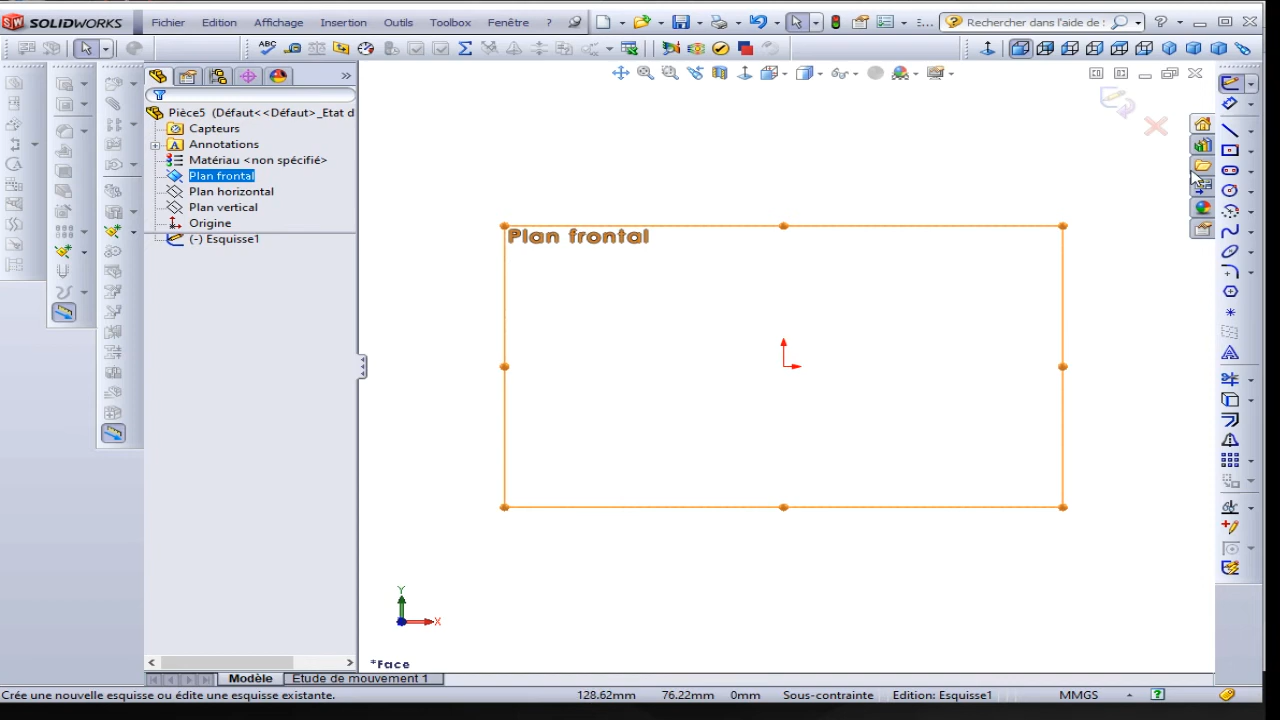 SOLIDWORKS Fichier Edition Affichage Insertion Outils Toolbox Fenêtre ? Rechercher dans l'aide de :
Pièce5 (Défaut<<Défaut>_Etat d
Capteurs
Annotations
Matériau <non spécifié>
Plan frontal
Plan horizontal
Plan vertical
Origine
(-) Esquisse1
Plan frontal
Y
X
*Face
Modèle Etude de mouvement 1
Crée une nouvelle esquisse ou édite une esquisse existante. 128.62mm 76.22mm 0mm Sous-contrainte Edition: Esquisse1 MMGS